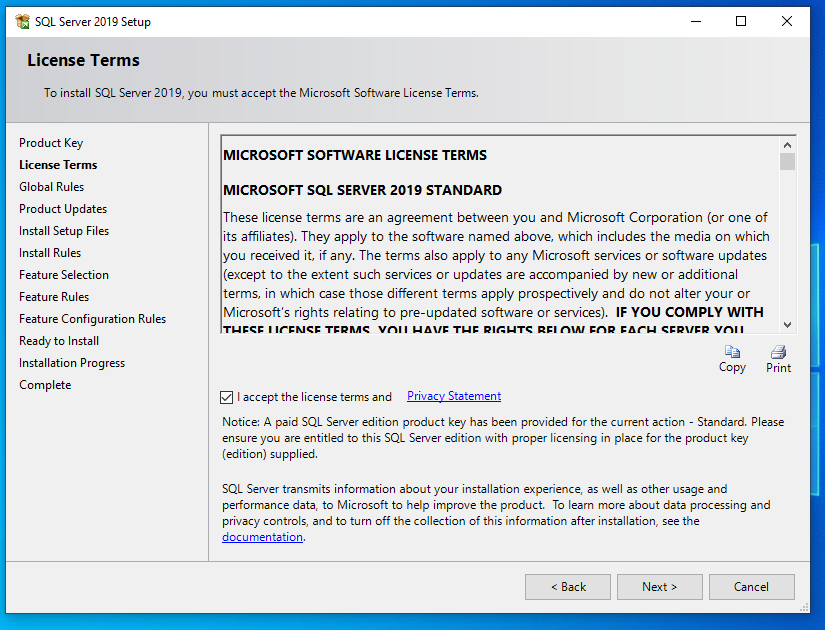 SQL Server 2019 Setup
License Terms
To install SQL Server 2019, you must accept the Microsoft Software License Terms.
Product Key
License Terms
Global Rules
Product Updates
Install Setup Files
Install Rules
Feature Selection
Feature Rules
Feature Configuration Rules
Ready to Install
Installation Progress
Complete
MICROSOFT SOFTWARE LICENSE TERMS
MICROSOFT SQL SERVER 2019 STANDARD
These license terms are an agreement between you and Microsoft Corporation (or one of
its affiliates). They apply to the software named above, which includes the media on which
you received it, if any. The terms also apply to any Microsoft services or software updates
(except to the extent such services or updates are accompanied by new or additional
terms, in which case those different terms apply prospectively and do not alter your or
Microsoft's rights relating to pre-updated software or services). IF YOU COMPLY WITH
THESE LICENSE TERMS, YOU HAVE THE RIGHTS BELOW FOR EACH SERVER YOU
Copy
Print
I accept the license terms and Privacy Statement
Notice: A paid SQL Server edition product key has been provided for the current action - Standard. Please
ensure you are entitled to this SQL Server edition with proper licensing in place for the product key
(edition) supplied.
SQL Server transmits information about your installation experience, as well as other usage and
performance data, to Microsoft to help improve the product. To learn more about data processing and
privacy controls, and to turn off the collection of this information after installation, see the
documentation.
< Back
Next >
Cancel